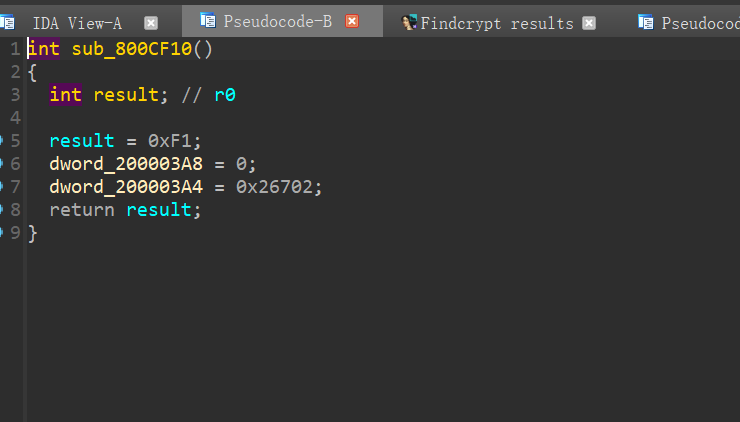 IDA View-A Pseudocode-B Findcrypt results Pseudocod
1 int sub_800CF10()
2 {
3 int result; // r0
4
5 result = 0xF1;
6 dword_200003A8 = 0;
7 dword_200003A4 = 0x26702;
8 return result;
9 }